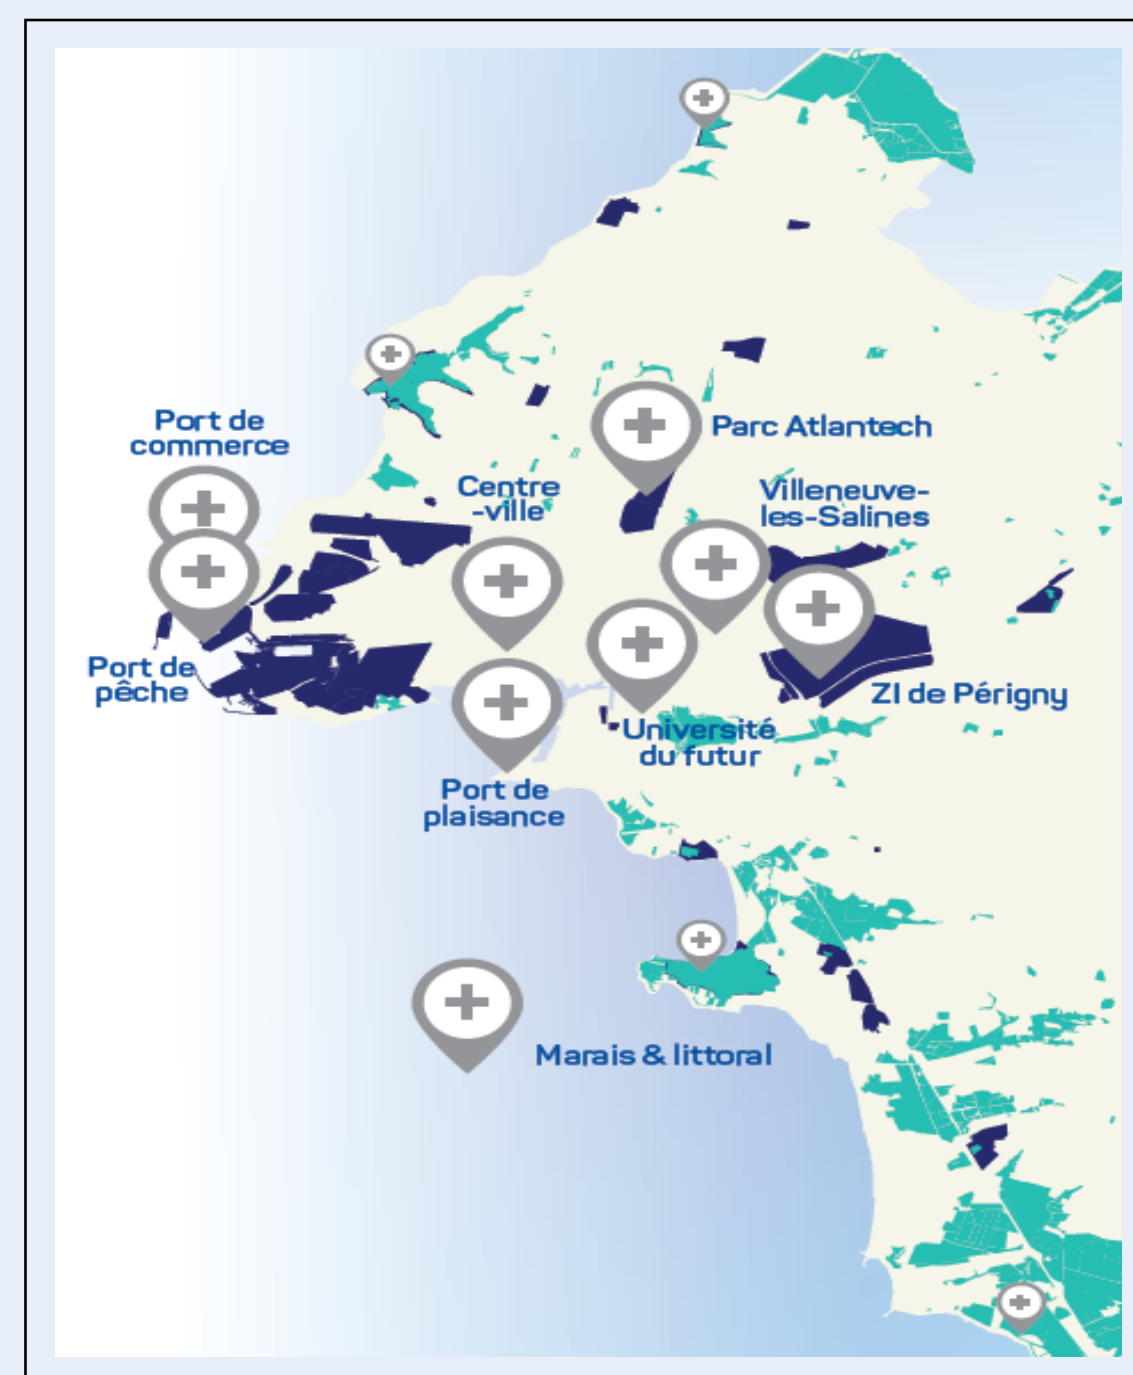 Port de
commerce
Centre
-ville
Parc Atlantech
Villeneuve-
les-Salines
Port de
pêche
ZI de Périgny
Université
du futur
Port de
plaisance
Marais & littoral